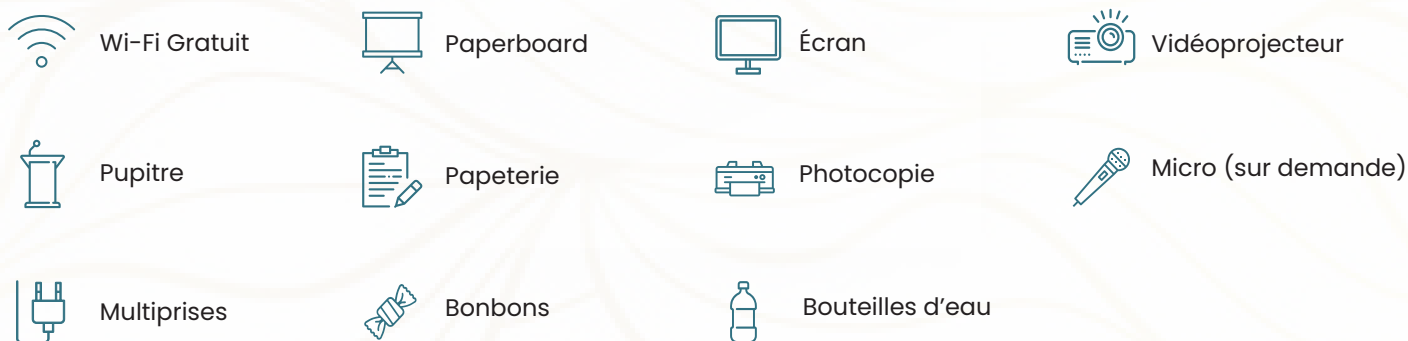 Wi-Fi Gratuit
Paperboard
Écran
Vidéoprojecteur
Pupitre
Papeterie
Photocopie
Micro (sur demande)
Multiprises
Bonbons
Bouteilles d’eau